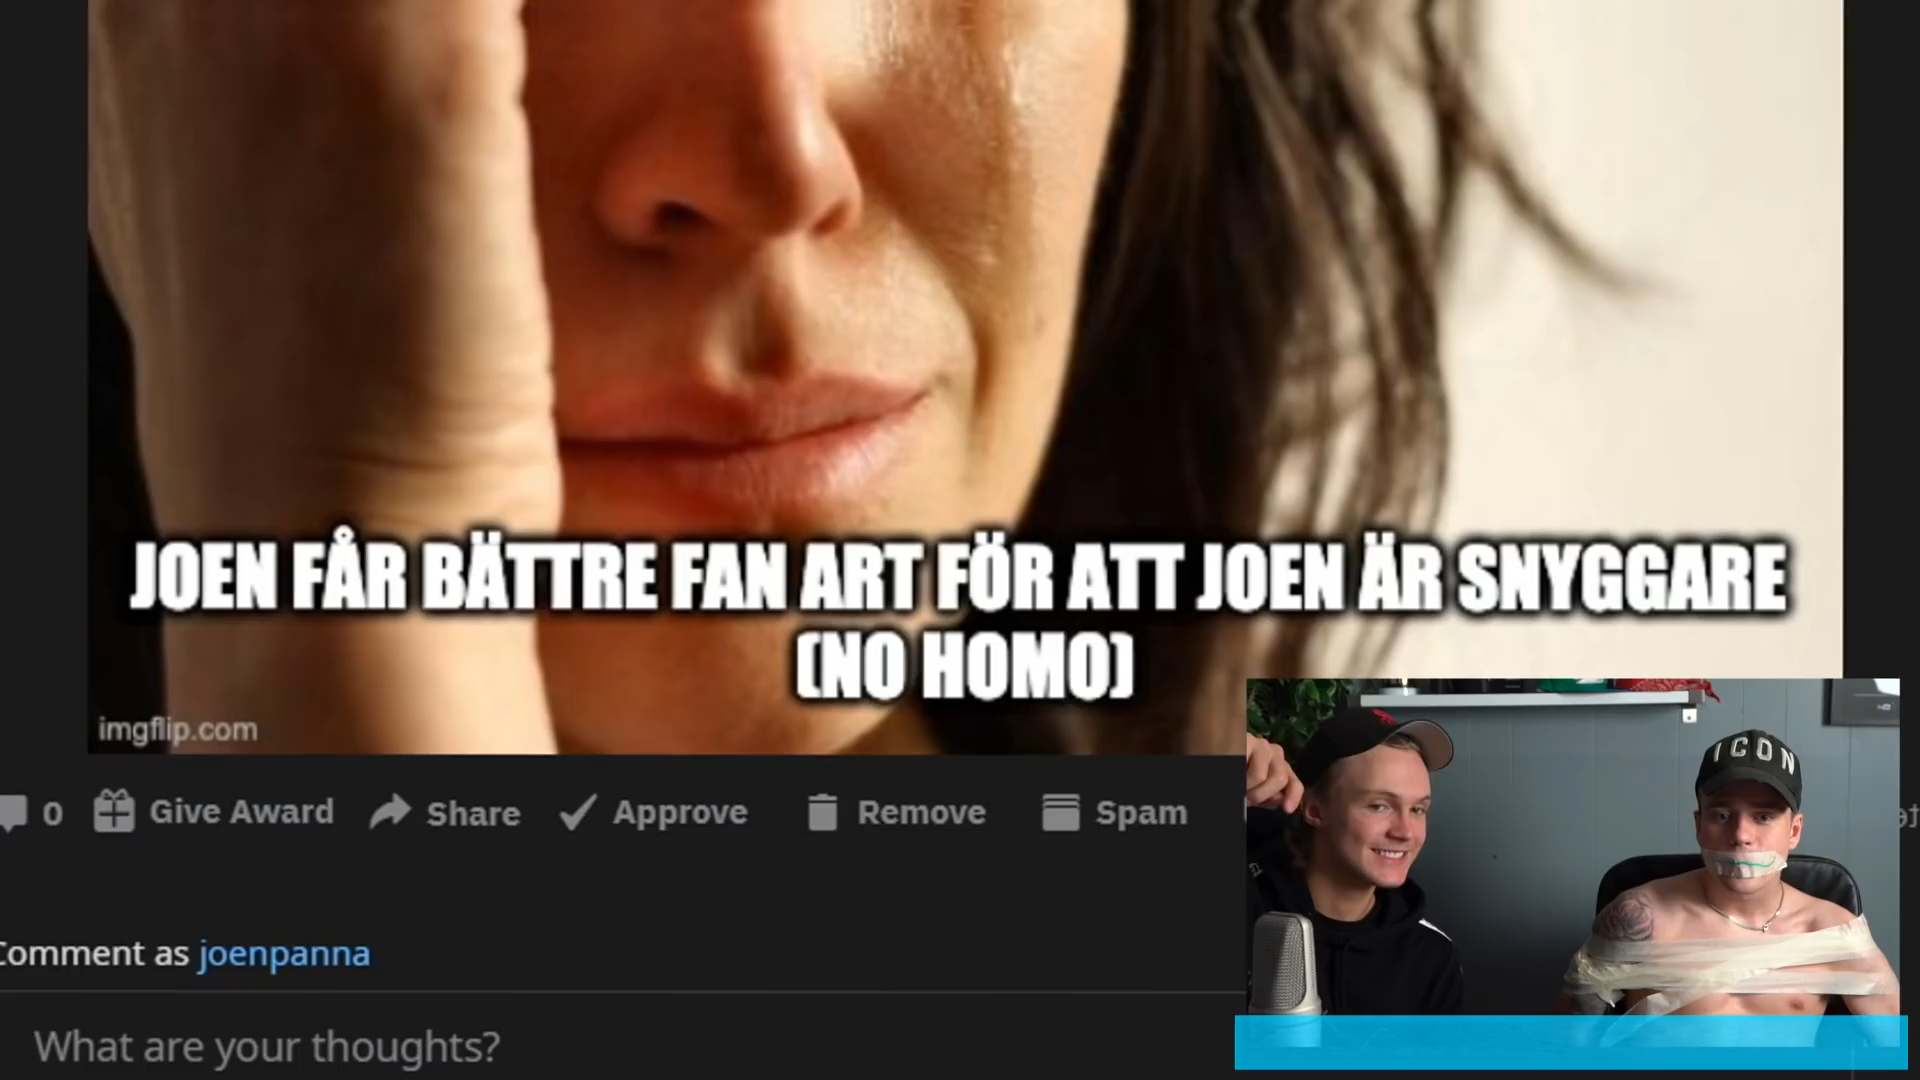 JOEN FÅR BÄTTRE FAN ART FÖR ATT JOEN ÄR SNYGGARE
(NO HOMO)
imgflip.com
0 Give Award Share Approve Remove Spam
Comment as joenpanna
What are your thoughts?
ICON